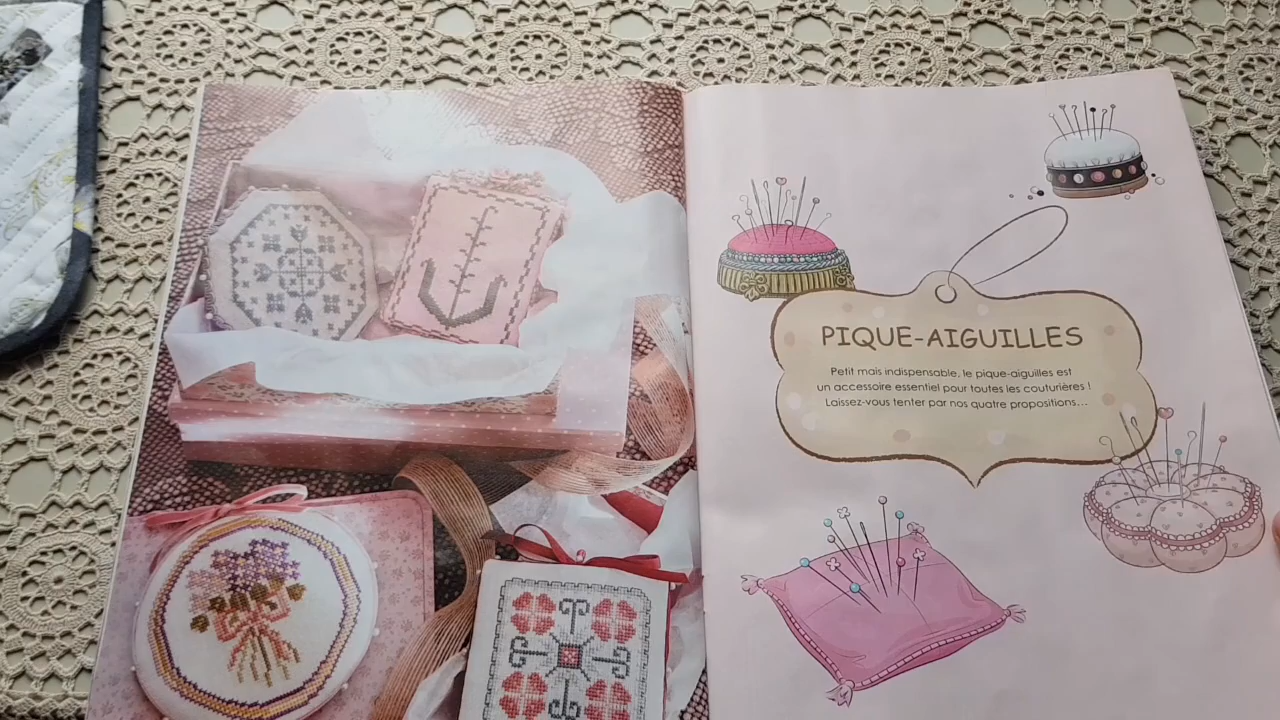 PIQUE-AIGUILLES
Petit mais indispensable, le pique-aiguilles est
un accessoire essentiel pour toutes les couturières !
Laissez-vous tenter par nos quatre propositions...